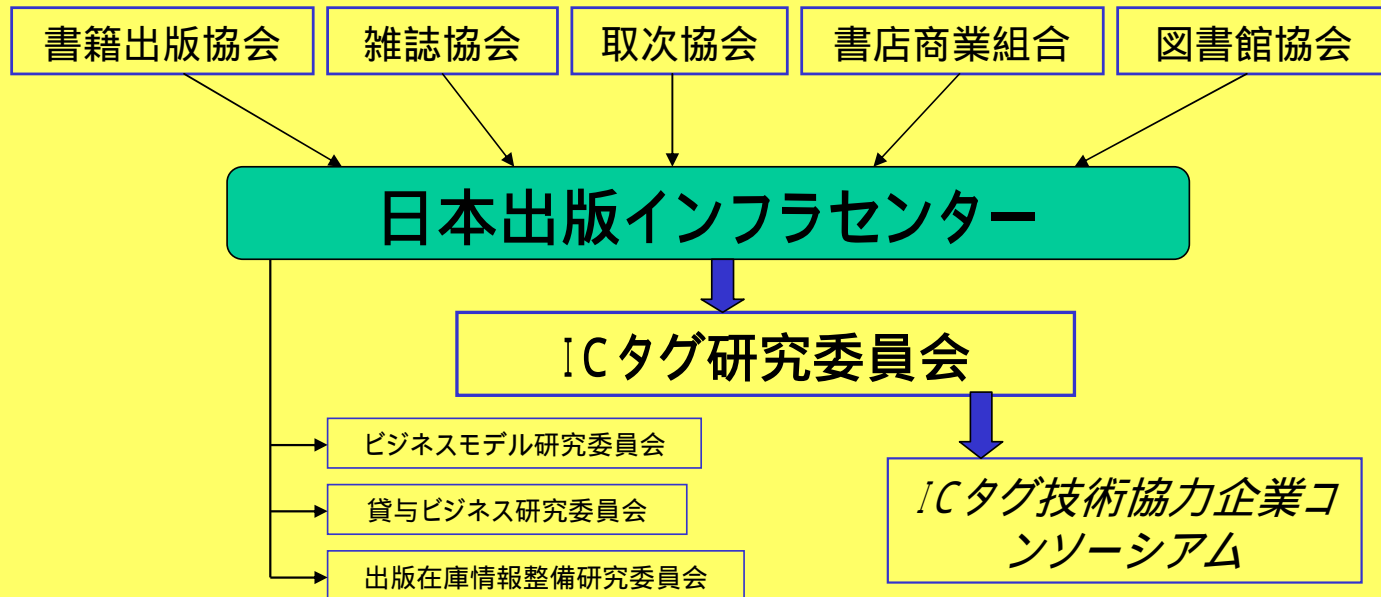 書籍出版協会
雑誌協会
取次協会
書店商業組合
図書館協会
日本出版インフラセンター
ICタグ研究委員会
ビジネスモデル研究委員会
貸与ビジネス研究委員会
出版在庫情報整備研究委員会
ICタグ技術協力企業コ
ンソーシアム